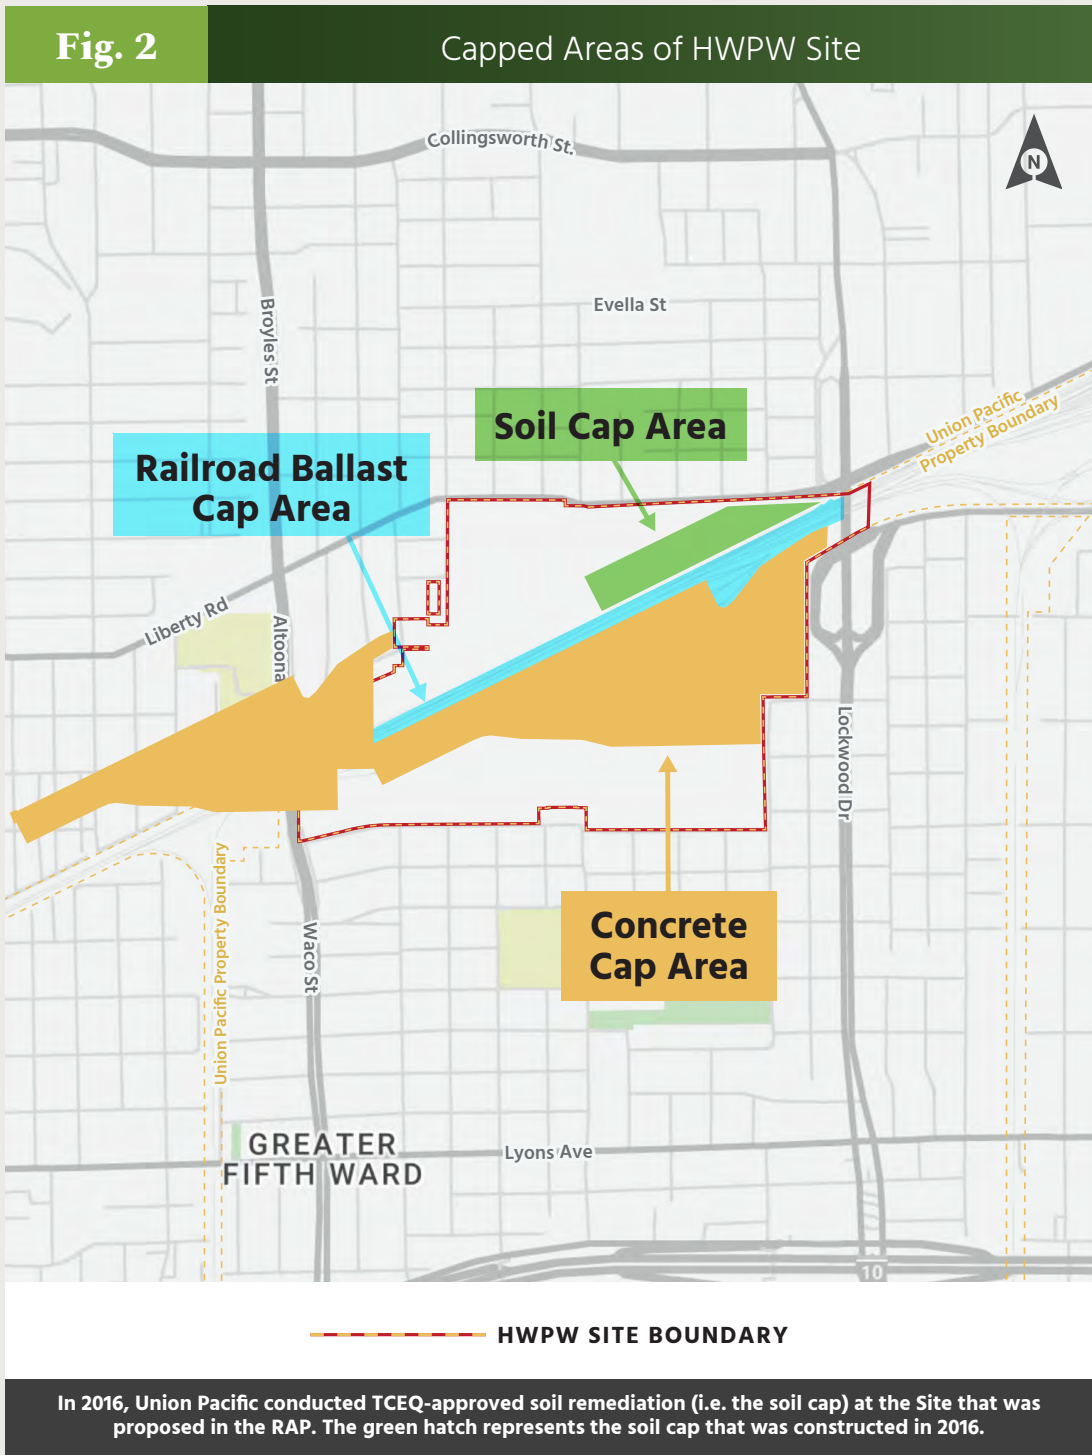 Fig. 2
Capped Areas of HWPW Site
Collingsworth St.
N
Broyles St
Evella St
Union Pacific
Property Boundary
Soil Cap Area
Railroad Ballast
Cap Area
Liberty Rd
Altoona
Lockwood Dr
Union Pacific Property Boundary
Waco St
Concrete
Cap Area
GREATER
FIFTH WARD
Lyons Ave
10
HWPW SITE BOUNDARY
In 2016, Union Pacific conducted TCEQ-approved soil remediation (i.e. the soil cap) at the Site that was
proposed in the RAP. The green hatch represents the soil cap that was constructed in 2016.